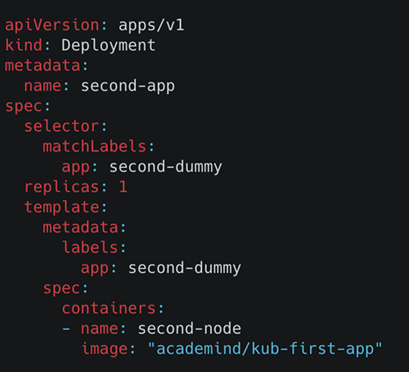 apiVersion: apps/v1
kind: Deployment
metadata:
  name: second-app
spec:
  selector:
    matchLabels:
      app: second-dummy
  replicas: 1
  template:
    metadata:
      labels:
        app: second-dummy
    spec:
      containers:
      - name: second-node
        image: "academind/kub-first-app"